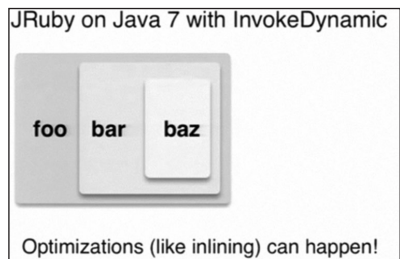 JRuby on Java 7 with InvokeDynamic
foo bar baz
Optimizations (like inlining) can happen!